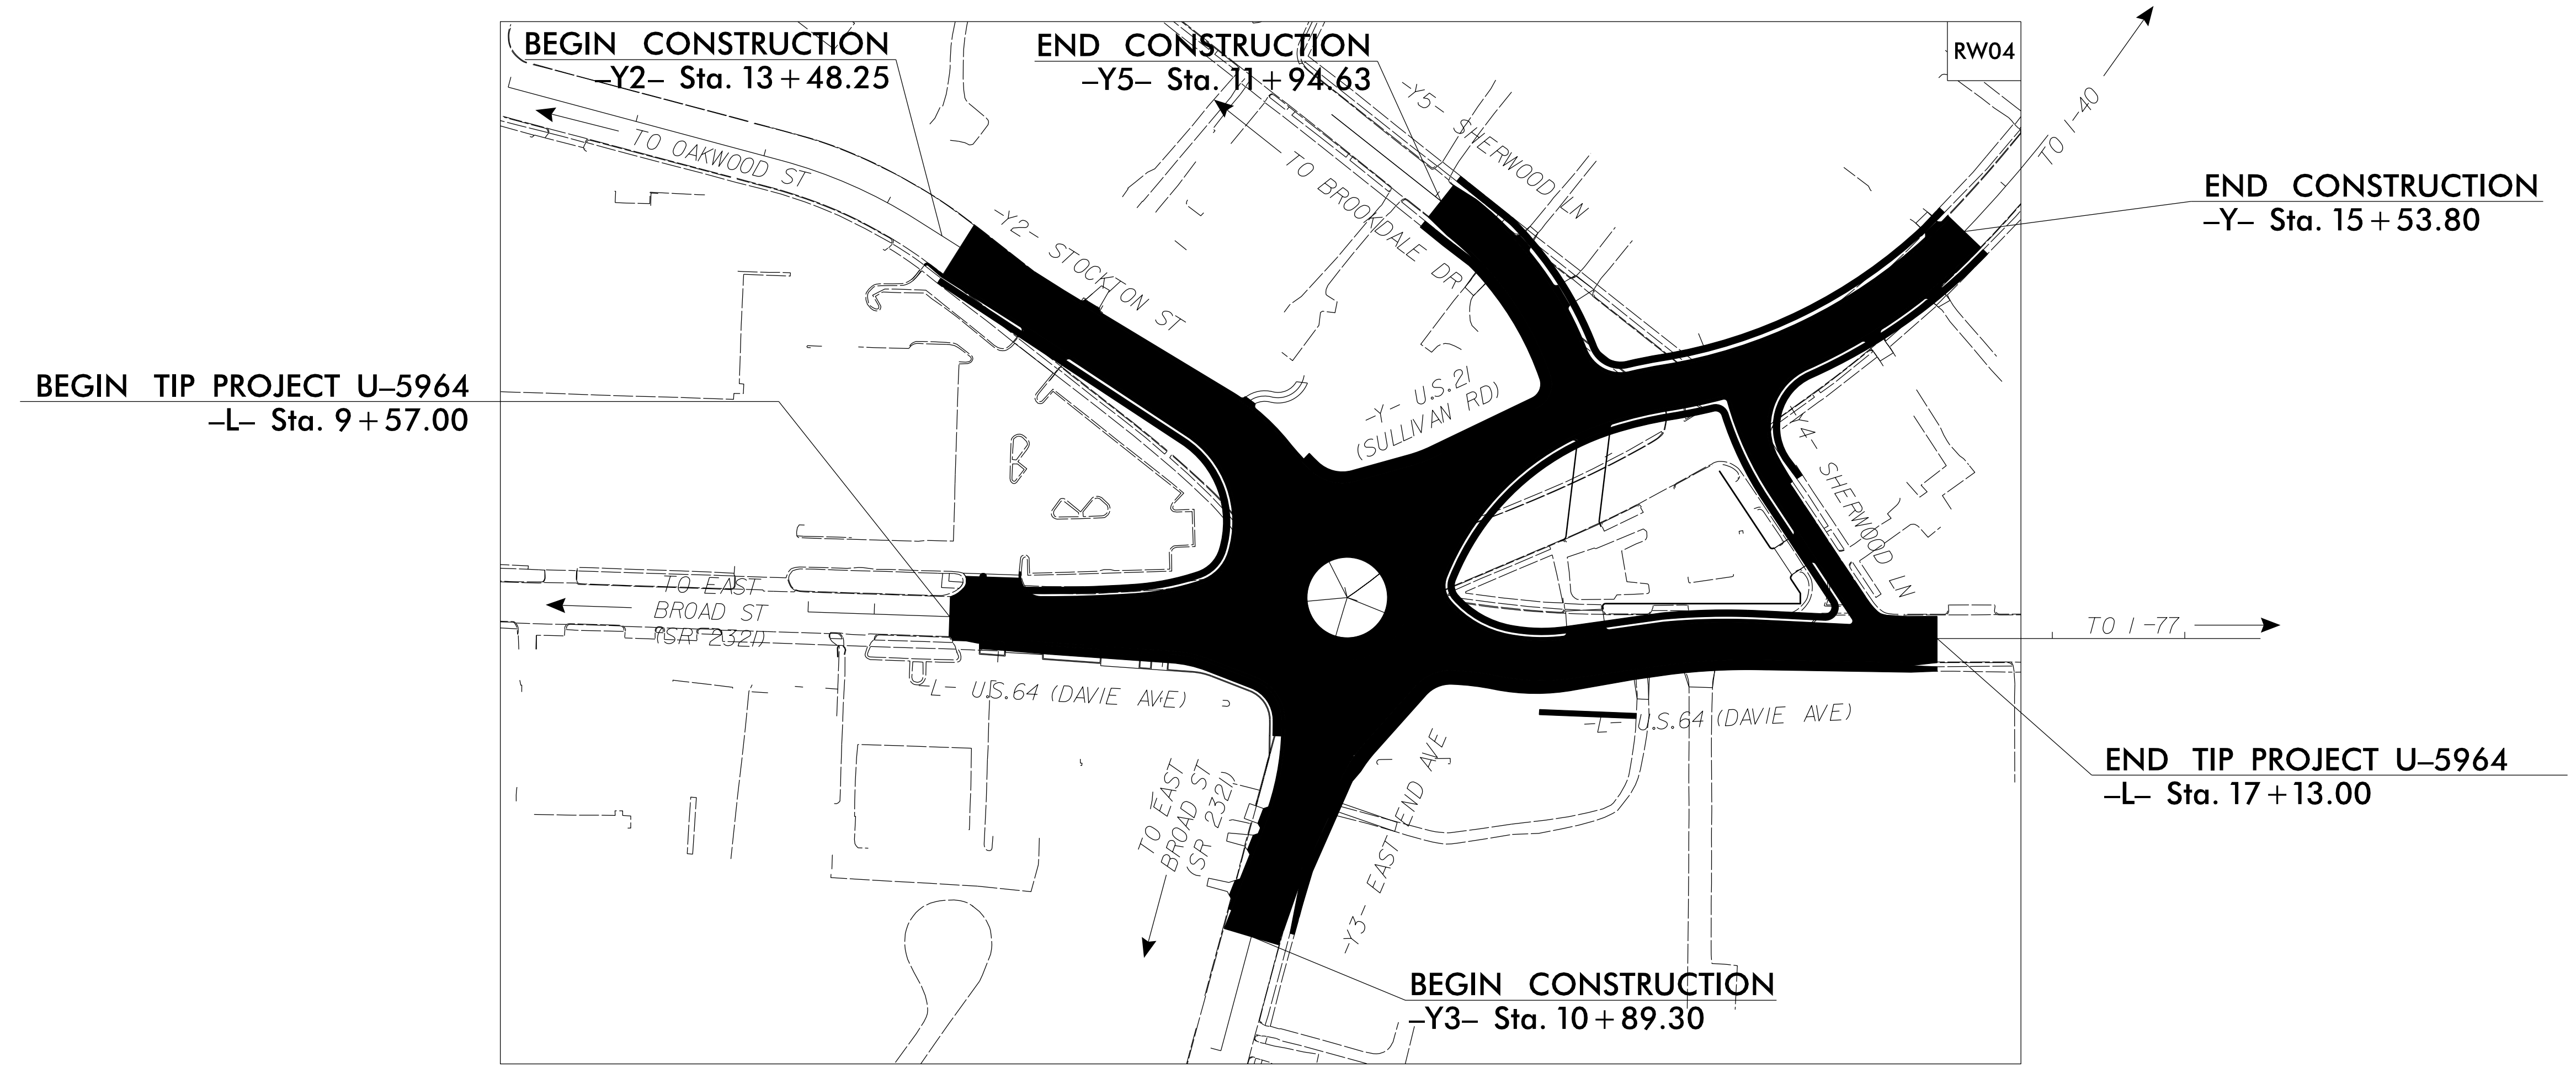 BEGIN CONSTRUCTION
–Y2– Sta. 13+48.25
END CONSTRUCTION
–Y5– Sta. 11+94.63
RW04
TO I-40
TO OAKWOOD ST
-Y5- SHERWOOD LN
TO BROOKDALE DR
END CONSTRUCTION
–Y– Sta. 15+53.80
-Y2- STOCKTON ST
BEGIN TIP PROJECT U–5964
–L– Sta. 9+57.00
-Y- U.S.21
(SULLIVAN RD)
-Y4- SHERWOOD LN
TO EAST
BROAD ST
(SR 2321)
TO I-77
-L- U.S.64 (DAVIE AVE)
-L- U.S.64 (DAVIE AVE)
END TIP PROJECT U–5964
–L– Sta. 17+13.00
TO EAST
BROAD ST
(SR 2321)
-Y3- EAST END AVE
BEGIN CONSTRUCTION
–Y3– Sta. 10+89.30